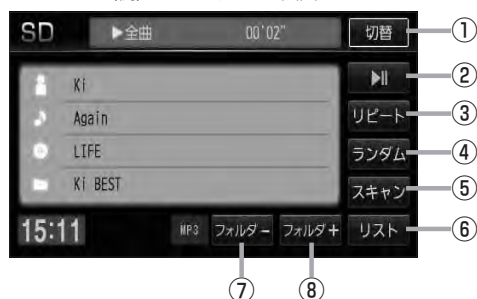 SD ▶全曲 00'02" 切替 ①
▶II ②
Ki
リピート ③
Again
ランダム ④
LIFE
スキャン ⑤
Ki BEST
15:11 MP3 フォルダ− フォルダ+ リスト ⑥
⑦ ⑧